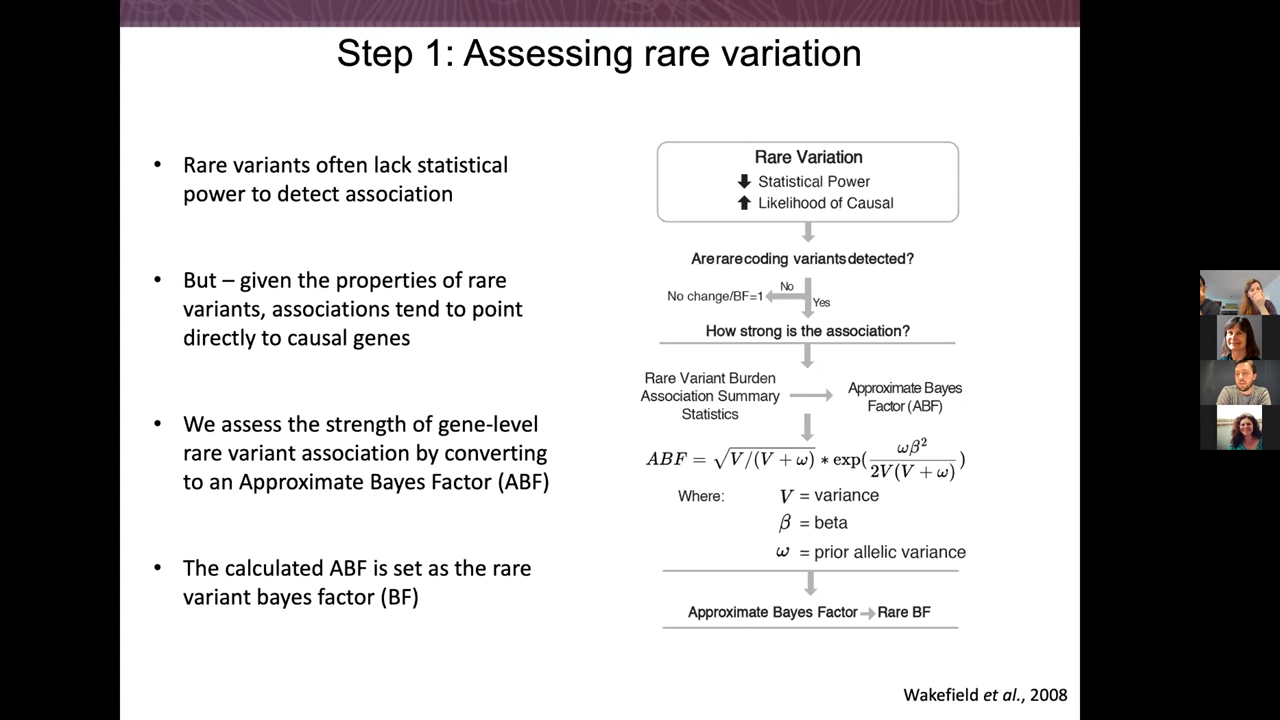 Step 1: Assessing rare variation
• Rare variants often lack statistical
power to detect association
• But – given the properties of rare
variants, associations tend to point
directly to causal genes
• We assess the strength of gene-level
rare variant association by converting
to an Approximate Bayes Factor (ABF)
• The calculated ABF is set as the rare
variant bayes factor (BF)
Rare Variation
Statistical Power
Likelihood of Causal
Are rare coding variants detected?
No
No change/BF=1
Yes
How strong is the association?
Rare Variant Burden
Association Summary
Statistics
Approximate Bayes
Factor (ABF)
ABF = √V/(V + ω) * exp(ωβ²/2V(V + ω))
Where:
V = variance
β = beta
ω = prior allelic variance
Approximate Bayes Factor → Rare BF
Wakefield et al., 2008